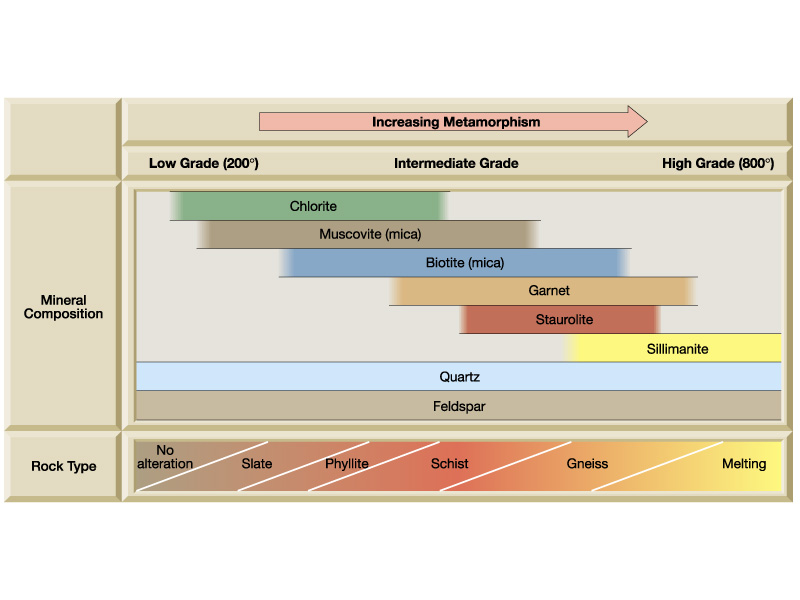 Increasing Metamorphism
Low Grade (200°)
Intermediate Grade
High Grade (800°)
Mineral
Composition
Chlorite
Muscovite (mica)
Biotite (mica)
Garnet
Staurolite
Sillimanite
Quartz
Feldspar
Rock Type
No
alteration
Slate
Phyllite
Schist
Gneiss
Melting